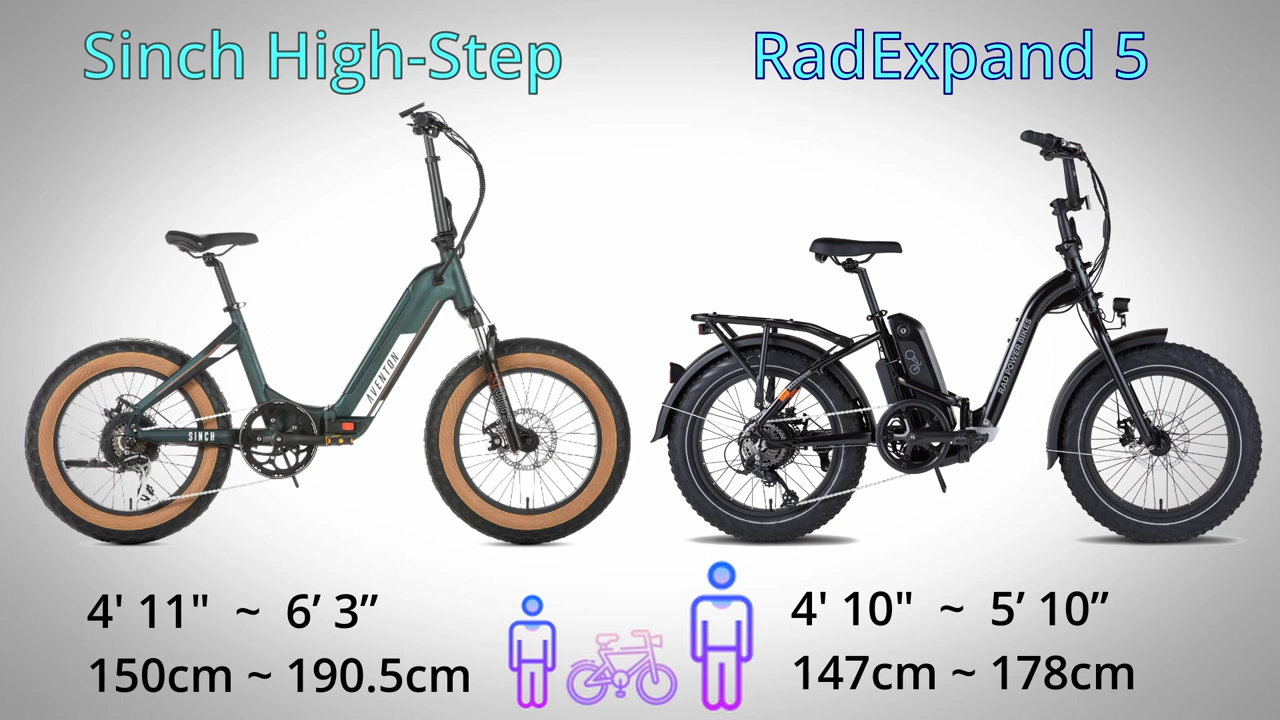 Sinch High-Step
RadExpand 5
AVENTON
SINCH
RAD POWER BIKES
4' 11" ~ 6’ 3”
150cm ~ 190.5cm
4' 10" ~ 5’ 10”
147cm ~ 178cm